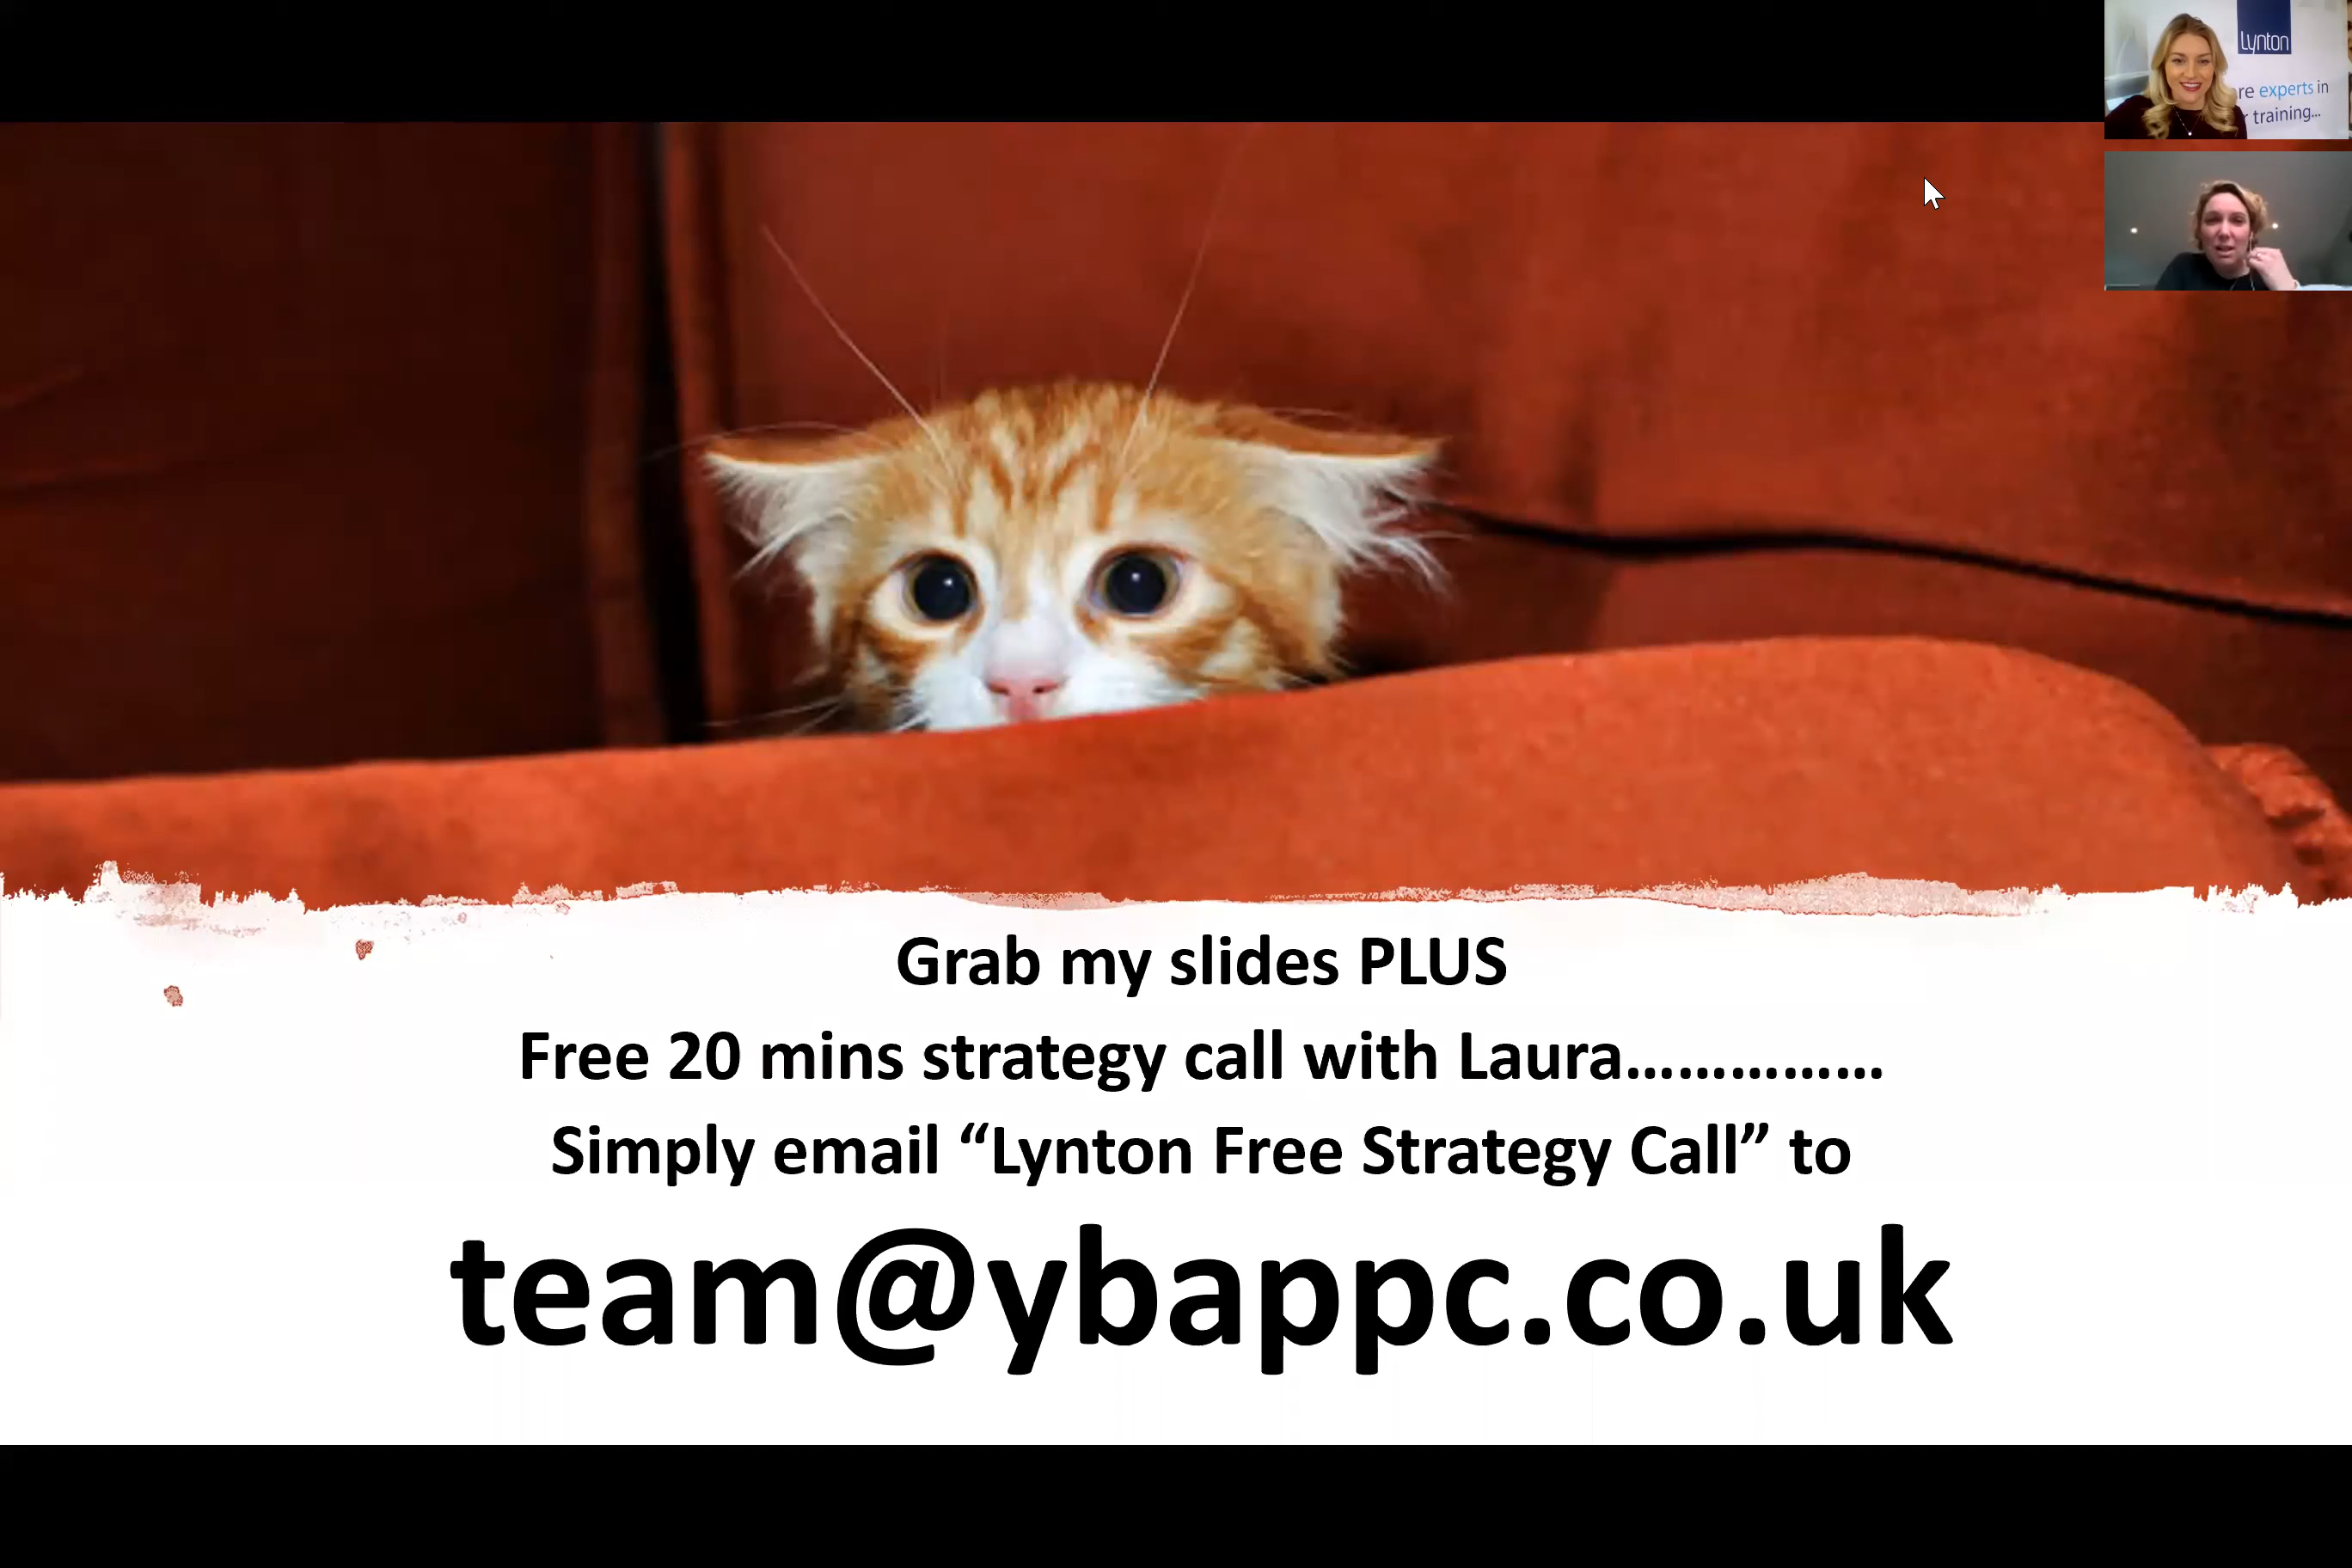 Lynton
re experts in
r training...
Grab my slides PLUS
Free 20 mins strategy call with Laura……………
Simply email “Lynton Free Strategy Call” to
team@ybappc.co.uk